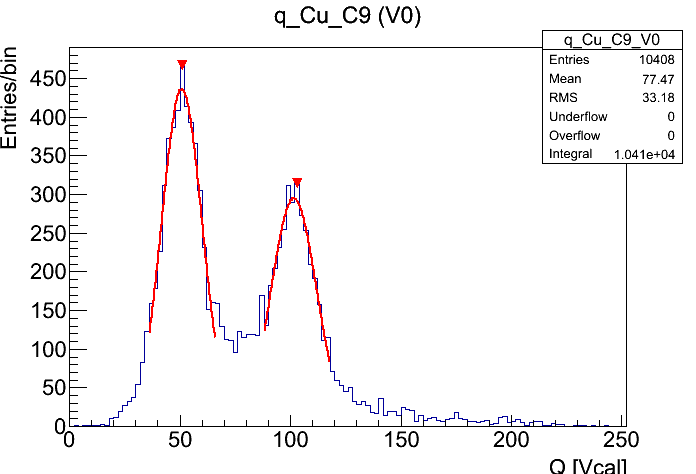 q_Cu_C9 (V0)
q_Cu_C9_V0
Entries 10408
Mean 77.47
RMS 33.18
Underflow 0
Overflow 0
Integral 1.041e+04
Entries/bin
450
400
350
300
250
200
150
100
50
0
0 50 100 150 200 250
Q [Vcal]